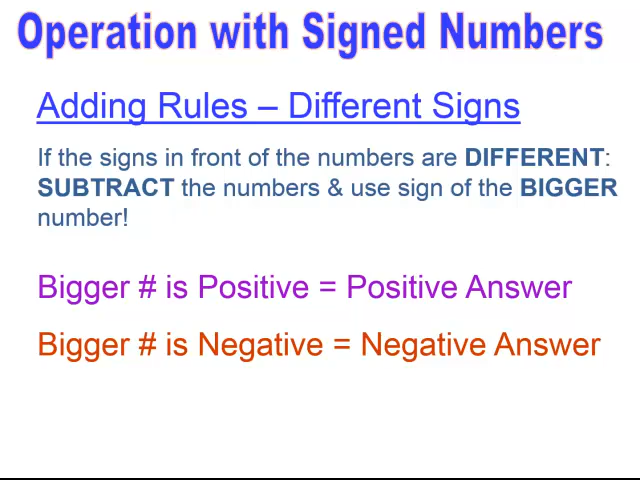 Operation with Signed Numbers
Adding Rules – Different Signs
If the signs in front of the numbers are DIFFERENT:
SUBTRACT the numbers & use sign of the BIGGER
number!
Bigger # is Positive = Positive Answer
Bigger # is Negative = Negative Answer